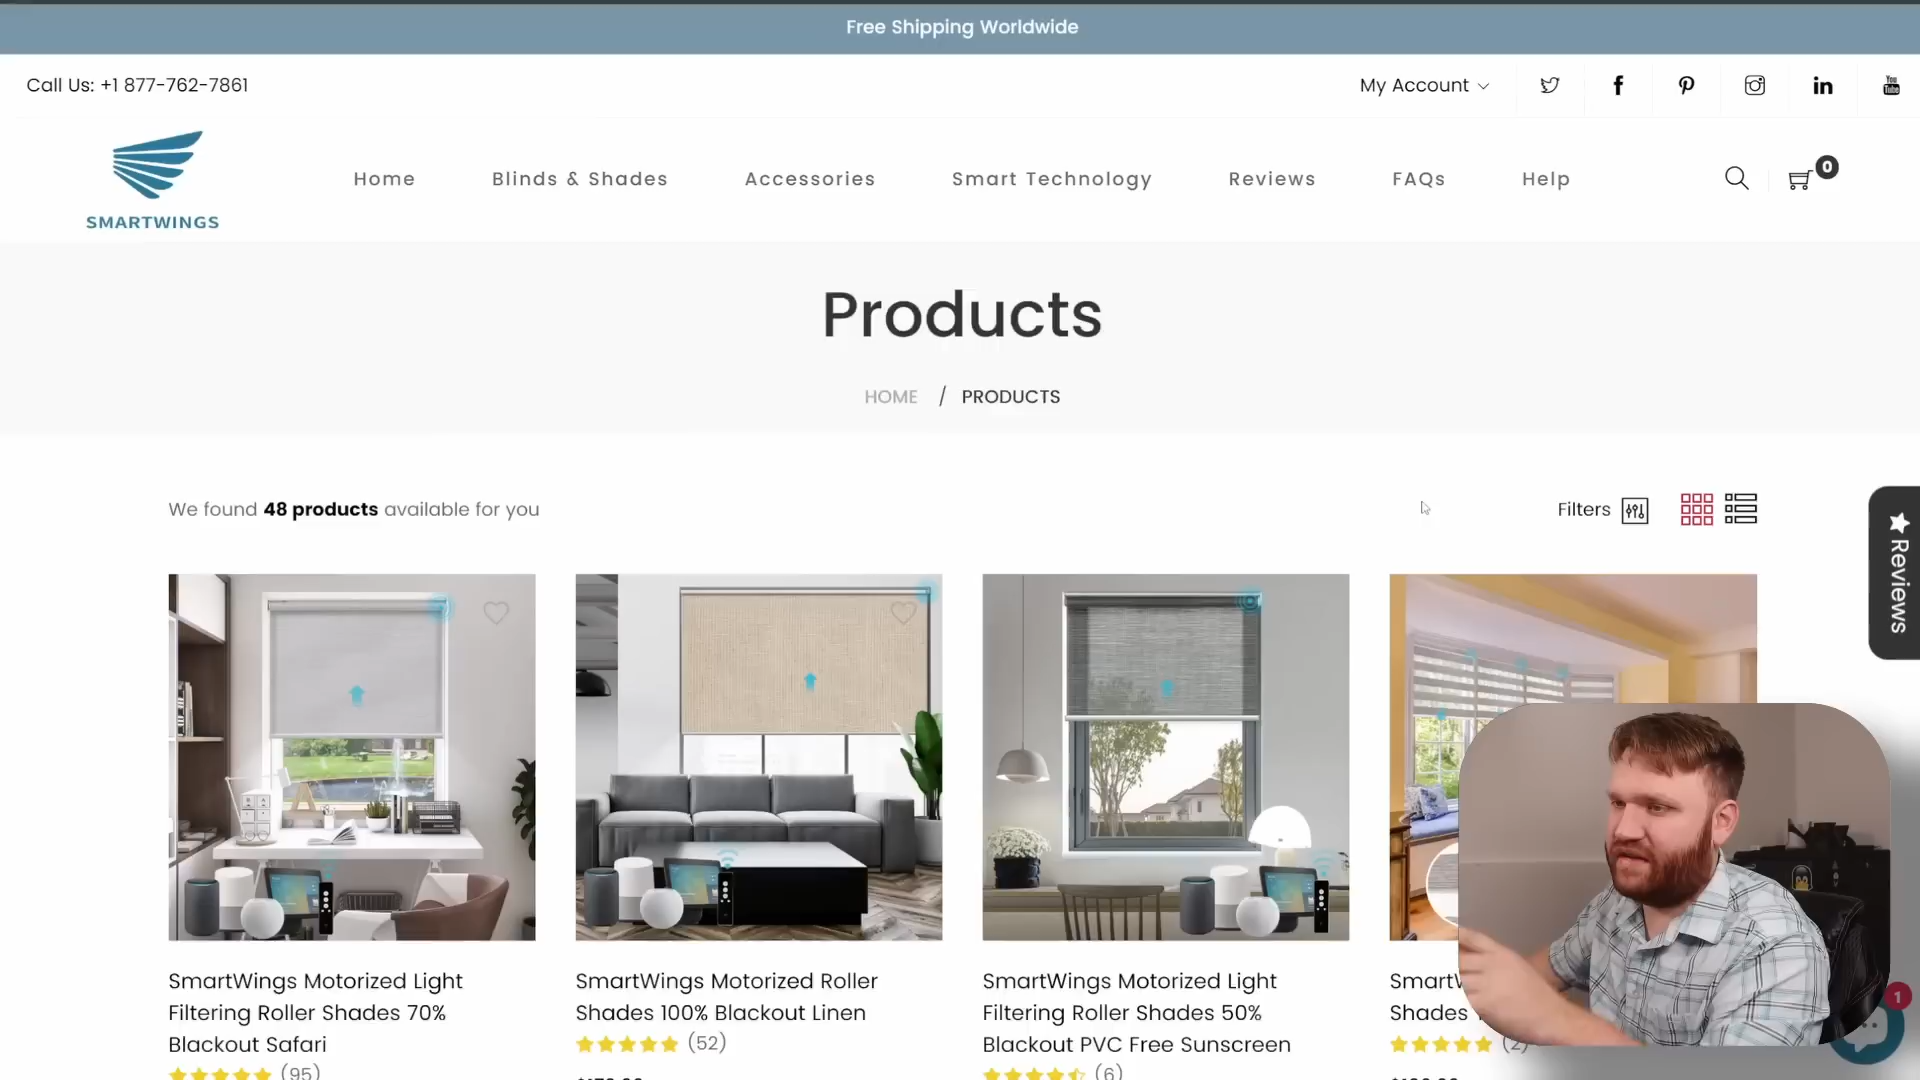 Free Shipping Worldwide
Call Us: +1 877-762-7861
My Account
You
Tube
SMARTWINGS
Home
Blinds & Shades
Accessories
Smart Technology
Reviews
FAQs
Help
0
Products
HOME / PRODUCTS
We found 48 products available for you
Filters
Reviews
SmartWings Motorized Light
Filtering Roller Shades 70%
Blackout Safari
(95)
SmartWings Motorized Roller
Shades 100% Blackout Linen
(52)
SmartWings Motorized Light
Filtering Roller Shades 50%
Blackout PVC Free Sunscreen
(6)
Shades
(2)
1